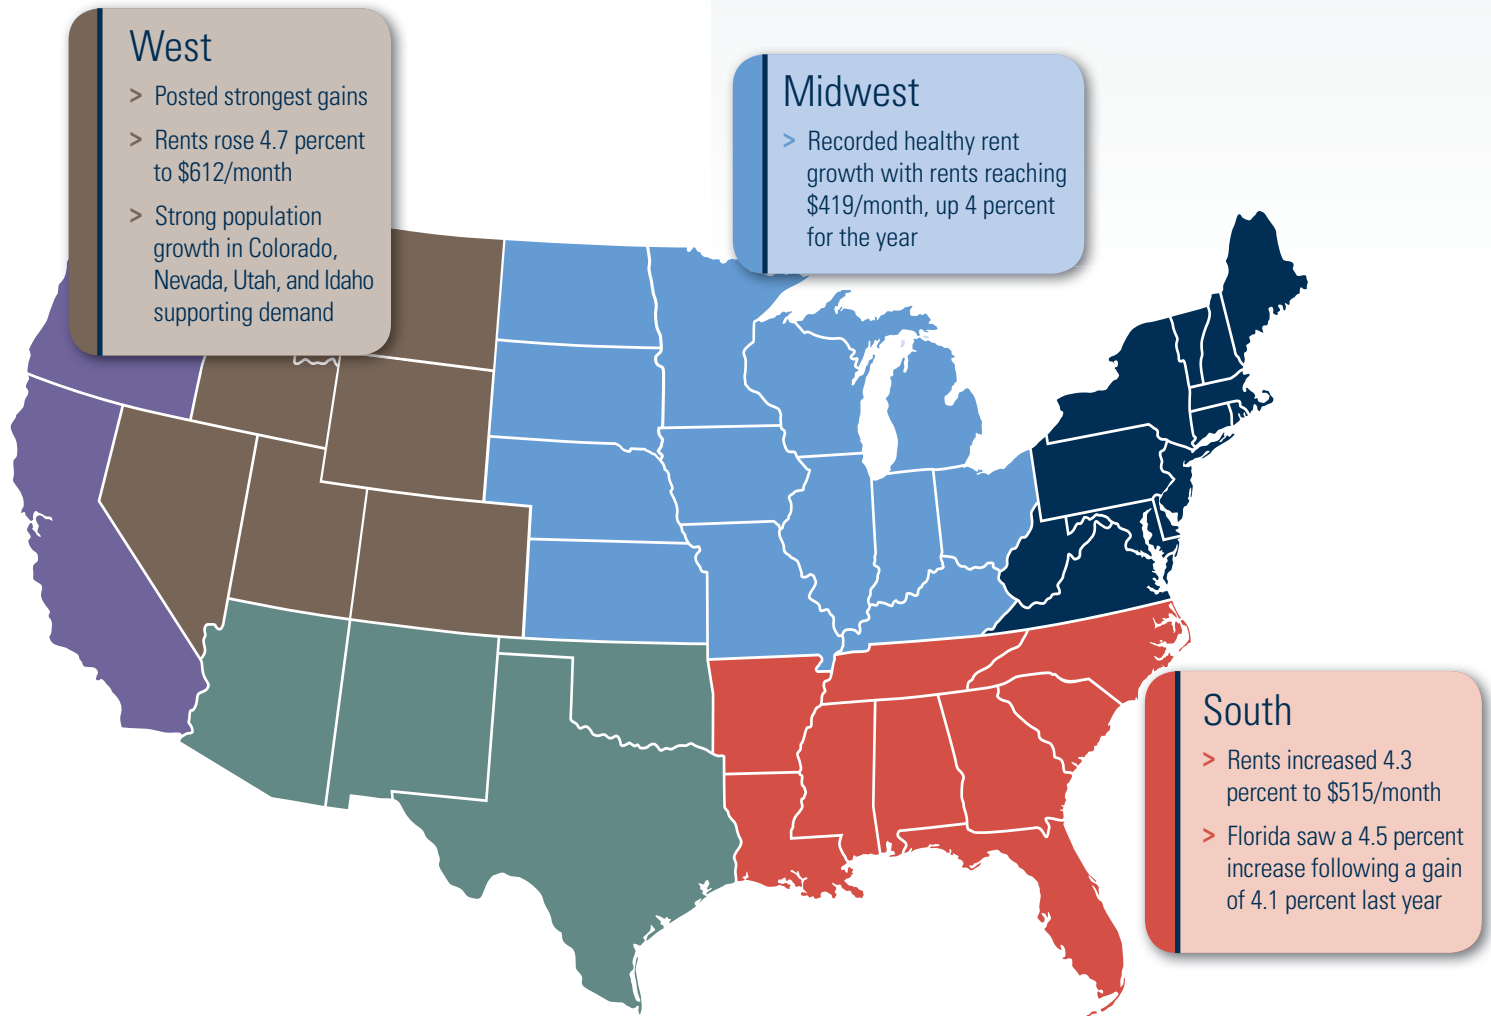 West
> Posted strongest gains
> Rents rose 4.7 percent
to $612/month
> Strong population
growth in Colorado,
Nevada, Utah, and Idaho
supporting demand
Midwest
> Recorded healthy rent
growth with rents reaching
$419/month, up 4 percent
for the year
South
> Rents increased 4.3
percent to $515/month
> Florida saw a 4.5 percent
increase following a gain
of 4.1 percent last year